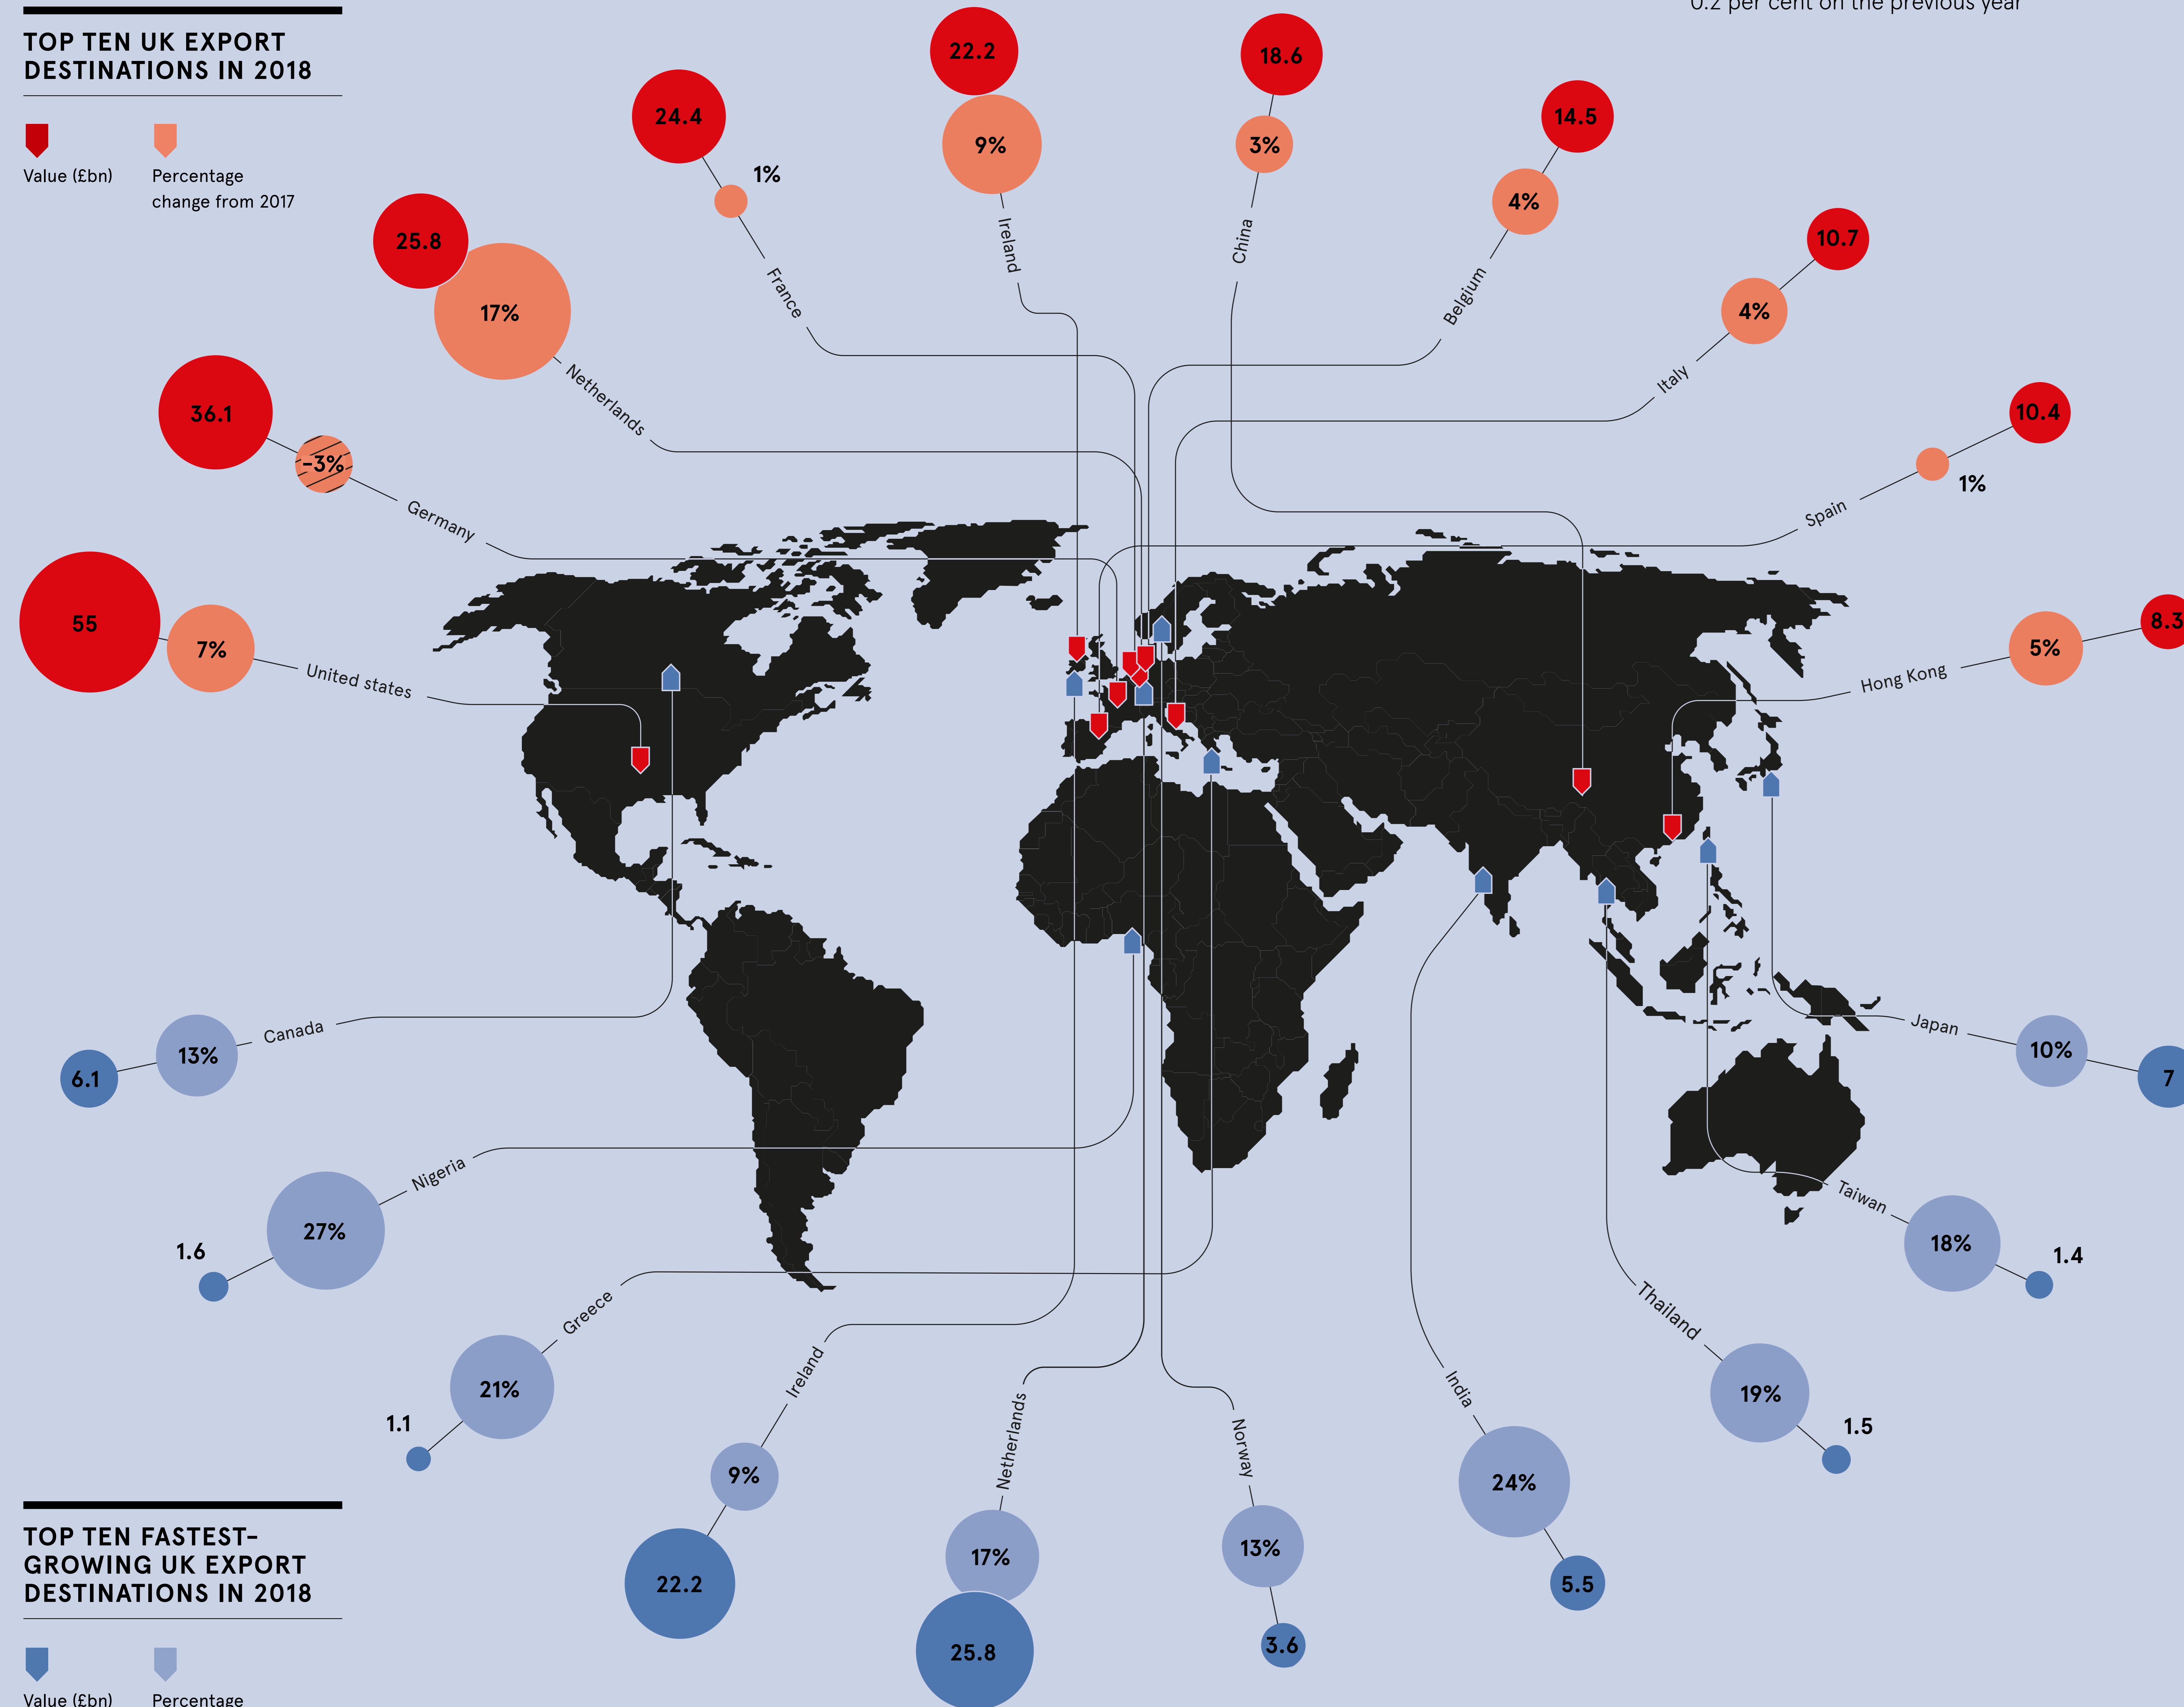 0.2 per cent on the previous year
TOP TEN UK EXPORT
DESTINATIONS IN 2018
Value (£bn)
Percentage
change from 2017
55
7%
United states
36.1
-3%
Germany
25.8
17%
Netherlands
24.4
1%
France
22.2
9%
Ireland
18.6
3%
China
14.5
4%
Belgium
10.7
4%
Italy
10.4
1%
Spain
8.3
5%
Hong Kong
6.1
13%
Canada
1.6
27%
Nigeria
1.1
21%
Greece
22.2
9%
Ireland
25.8
17%
Netherlands
3.6
13%
Norway
5.5
24%
India
1.5
19%
Thailand
1.4
18%
Taiwan
7
10%
Japan
TOP TEN FASTEST-
GROWING UK EXPORT
DESTINATIONS IN 2018
Value (£bn)
Percentage